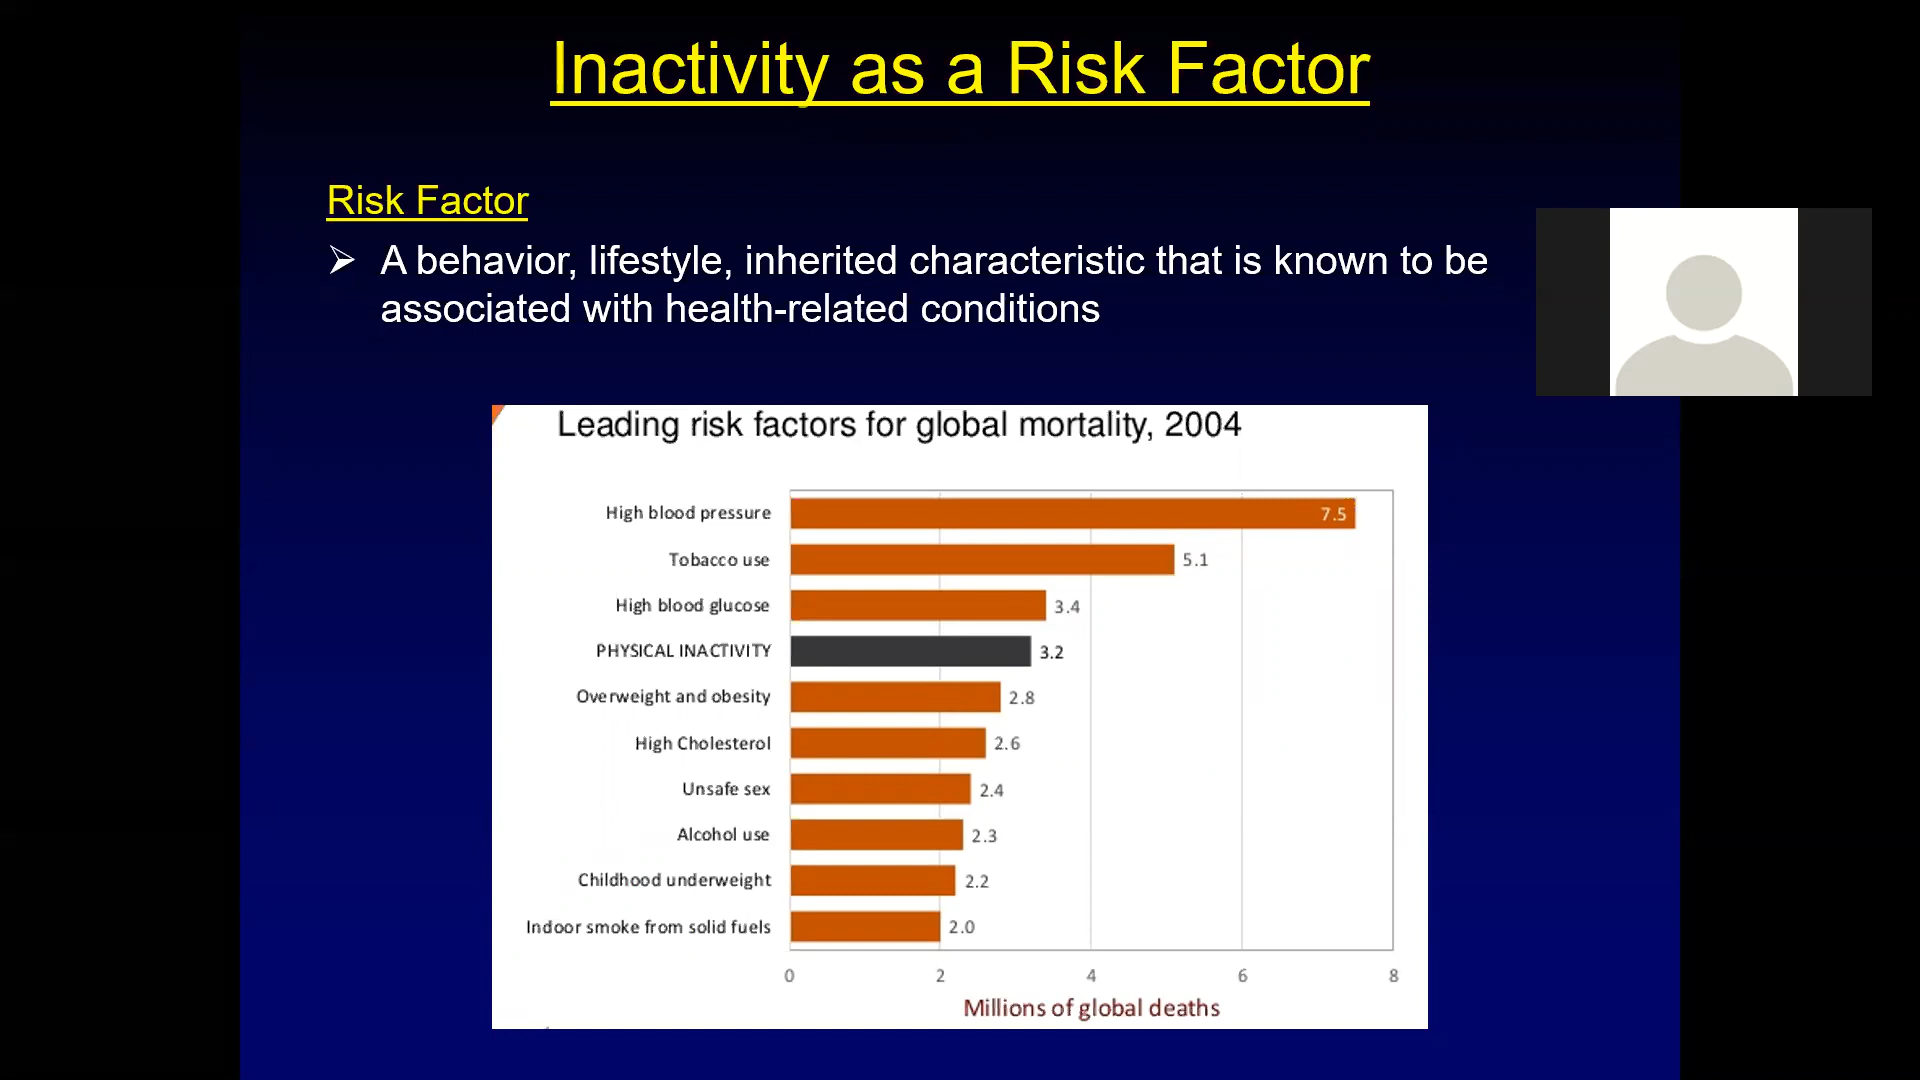 Inactivity as a Risk Factor
Risk Factor
A behavior, lifestyle, inherited characteristic that is known to be
associated with health-related conditions
Leading risk factors for global mortality, 2004
High blood pressure 7.5
Tobacco use 5.1
High blood glucose 3.4
PHYSICAL INACTIVITY 3.2
Overweight and obesity 2.8
High Cholesterol 2.6
Unsafe sex 2.4
Alcohol use 2.3
Childhood underweight 2.2
Indoor smoke from solid fuels 2.0
0 2 4 6 8
Millions of global deaths